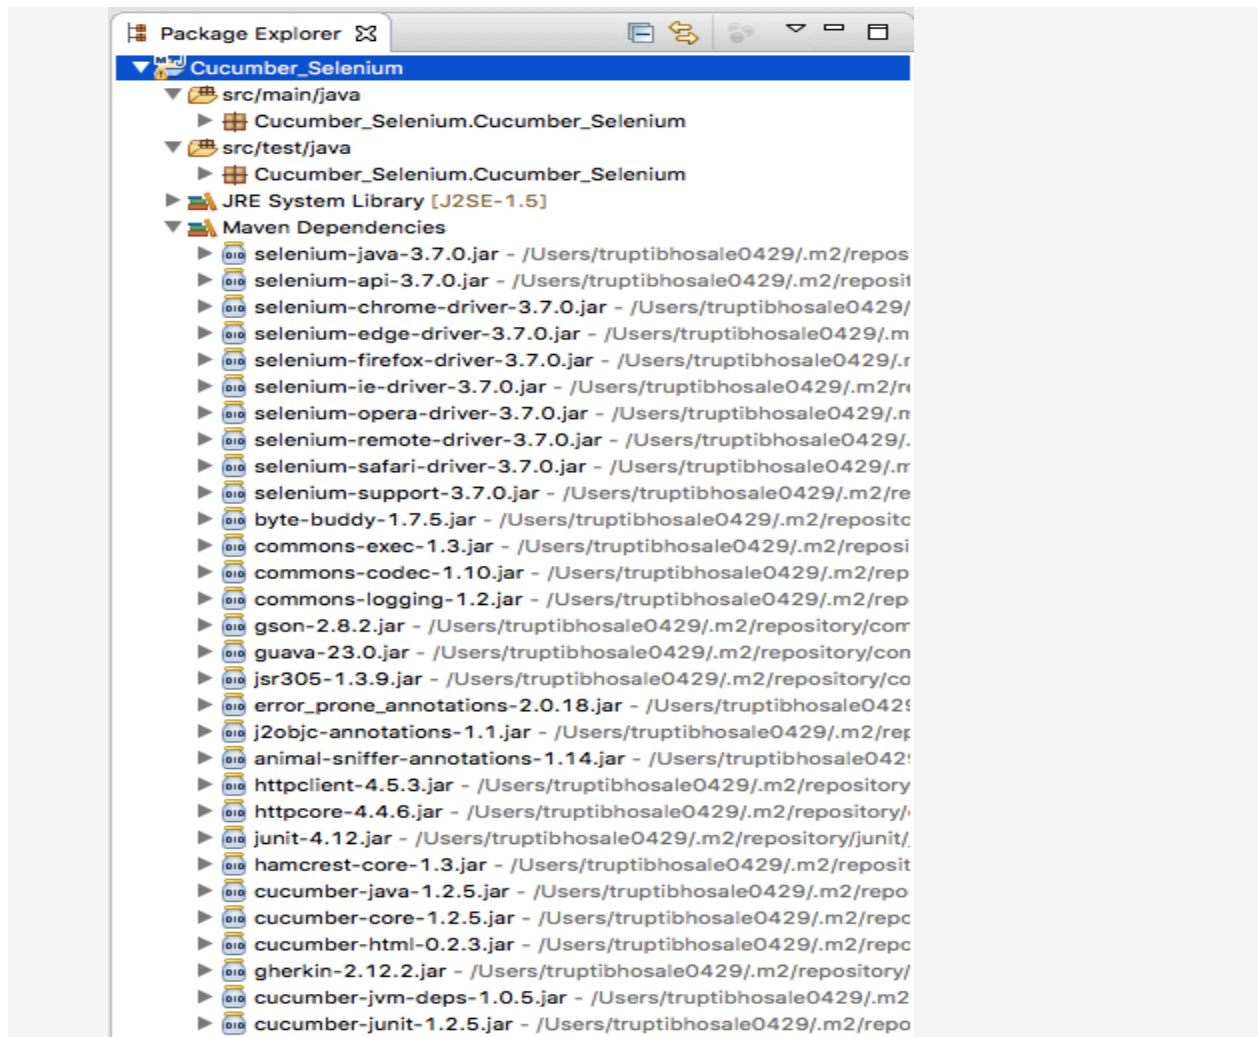 Package Explorer
Cucumber_Selenium
src/main/java
Cucumber_Selenium.Cucumber_Selenium
src/test/java
Cucumber_Selenium.Cucumber_Selenium
JRE System Library [J2SE-1.5]
Maven Dependencies
selenium-java-3.7.0.jar - /Users/truptibhosale0429/.m2/repos
selenium-api-3.7.0.jar - /Users/truptibhosale0429/.m2/reposit
selenium-chrome-driver-3.7.0.jar - /Users/truptibhosale0429/
selenium-edge-driver-3.7.0.jar - /Users/truptibhosale0429/.m
selenium-firefox-driver-3.7.0.jar - /Users/truptibhosale0429/.r
selenium-ie-driver-3.7.0.jar - /Users/truptibhosale0429/.m2/re
selenium-opera-driver-3.7.0.jar - /Users/truptibhosale0429/.m
selenium-remote-driver-3.7.0.jar - /Users/truptibhosale0429/.
selenium-safari-driver-3.7.0.jar - /Users/truptibhosale0429/.m
selenium-support-3.7.0.jar - /Users/truptibhosale0429/.m2/re
byte-buddy-1.7.5.jar - /Users/truptibhosale0429/.m2/reposito
commons-exec-1.3.jar - /Users/truptibhosale0429/.m2/reposi
commons-codec-1.10.jar - /Users/truptibhosale0429/.m2/rep
commons-logging-1.2.jar - /Users/truptibhosale0429/.m2/rep
gson-2.8.2.jar - /Users/truptibhosale0429/.m2/repository/com
guava-23.0.jar - /Users/truptibhosale0429/.m2/repository/con
jsr305-1.3.9.jar - /Users/truptibhosale0429/.m2/repository/co
error_prone_annotations-2.0.18.jar - /Users/truptibhosale0429
j2objc-annotations-1.1.jar - /Users/truptibhosale0429/.m2/rep
animal-sniffer-annotations-1.14.jar - /Users/truptibhosale042
httpclient-4.5.3.jar - /Users/truptibhosale0429/.m2/repository
httpcore-4.4.6.jar - /Users/truptibhosale0429/.m2/repository/
junit-4.12.jar - /Users/truptibhosale0429/.m2/repository/junit/
hamcrest-core-1.3.jar - /Users/truptibhosale0429/.m2/reposit
cucumber-java-1.2.5.jar - /Users/truptibhosale0429/.m2/repo
cucumber-core-1.2.5.jar - /Users/truptibhosale0429/.m2/repo
cucumber-html-0.2.3.jar - /Users/truptibhosale0429/.m2/repo
gherkin-2.12.2.jar - /Users/truptibhosale0429/.m2/repository/
cucumber-jvm-deps-1.0.5.jar - /Users/truptibhosale0429/.m2
cucumber-junit-1.2.5.jar - /Users/truptibhosale0429/.m2/repo